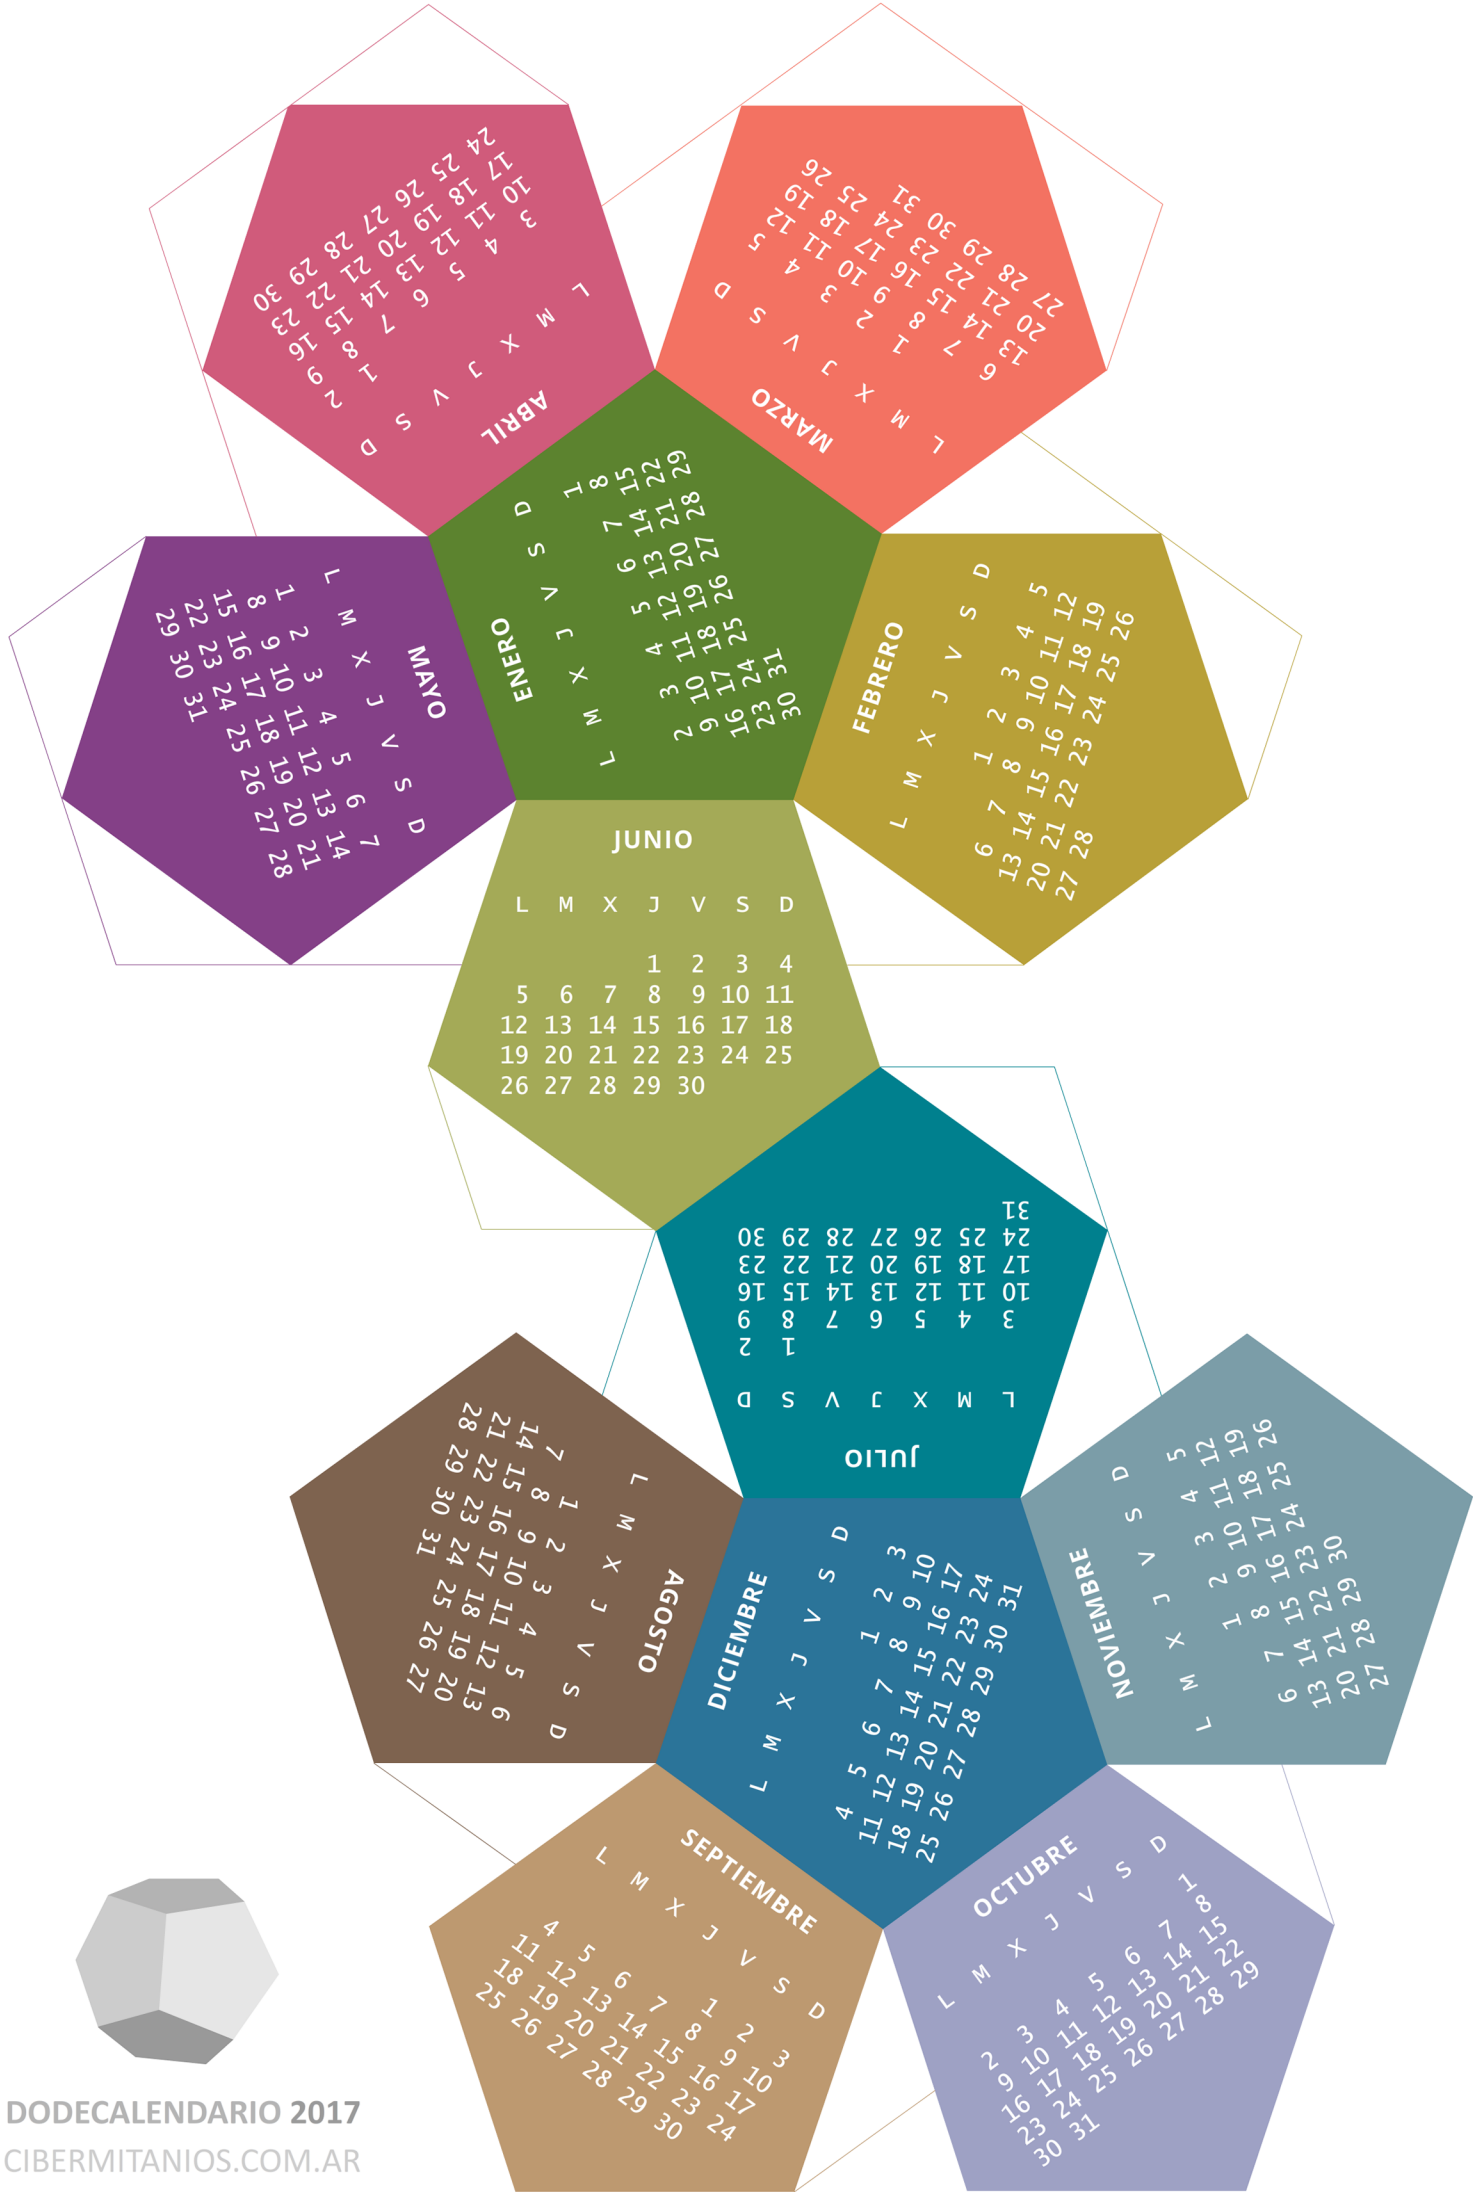 ENERO
L M X J V S D
1
2 3 4 5 6 7 8
9 10 11 12 13 14 15
16 17 18 19 20 21 22
23 24 25 26 27 28 29
30 31
FEBRERO
L M X J V S D
1 2 3 4 5
6 7 8 9 10 11 12
13 14 15 16 17 18 19
20 21 22 23 24 25 26
27 28
MARZO
L M X J V S D
1 2 3 4 5
6 7 8 9 10 11 12
13 14 15 16 17 18 19
20 21 22 23 24 25 26
27 28 29 30 31
ABRIL
L M X J V S D
1 2
3 4 5 6 7 8 9
10 11 12 13 14 15 16
17 18 19 20 21 22 23
24 25 26 27 28 29 30
MAYO
L M X J V S D
1 2 3 4 5 6 7
8 9 10 11 12 13 14
15 16 17 18 19 20 21
22 23 24 25 26 27 28
29 30 31
JUNIO
L M X J V S D
1 2 3 4
5 6 7 8 9 10 11
12 13 14 15 16 17 18
19 20 21 22 23 24 25
26 27 28 29 30
JULIO
L M X J V S D
1 2
3 4 5 6 7 8 9
10 11 12 13 14 15 16
17 18 19 20 21 22 23
24 25 26 27 28 29 30
31
AGOSTO
L M X J V S D
1 2 3 4 5 6
7 8 9 10 11 12 13
14 15 16 17 18 19 20
21 22 23 24 25 26 27
28 29 30 31
SEPTIEMBRE
L M X J V S D
1 2 3
4 5 6 7 8 9 10
11 12 13 14 15 16 17
18 19 20 21 22 23 24
25 26 27 28 29 30
OCTUBRE
L M X J V S D
1
2 3 4 5 6 7 8
9 10 11 12 13 14 15
16 17 18 19 20 21 22
23 24 25 26 27 28 29
30 31
NOVIEMBRE
L M X J V S D
1 2 3 4 5
6 7 8 9 10 11 12
13 14 15 16 17 18 19
20 21 22 23 24 25 26
27 28 29 30
DICIEMBRE
L M X J V S D
1 2 3
4 5 6 7 8 9 10
11 12 13 14 15 16 17
18 19 20 21 22 23 24
25 26 27 28 29 30 31
DODECALENDARIO 2017
CIBERMITANIOS.COM.AR